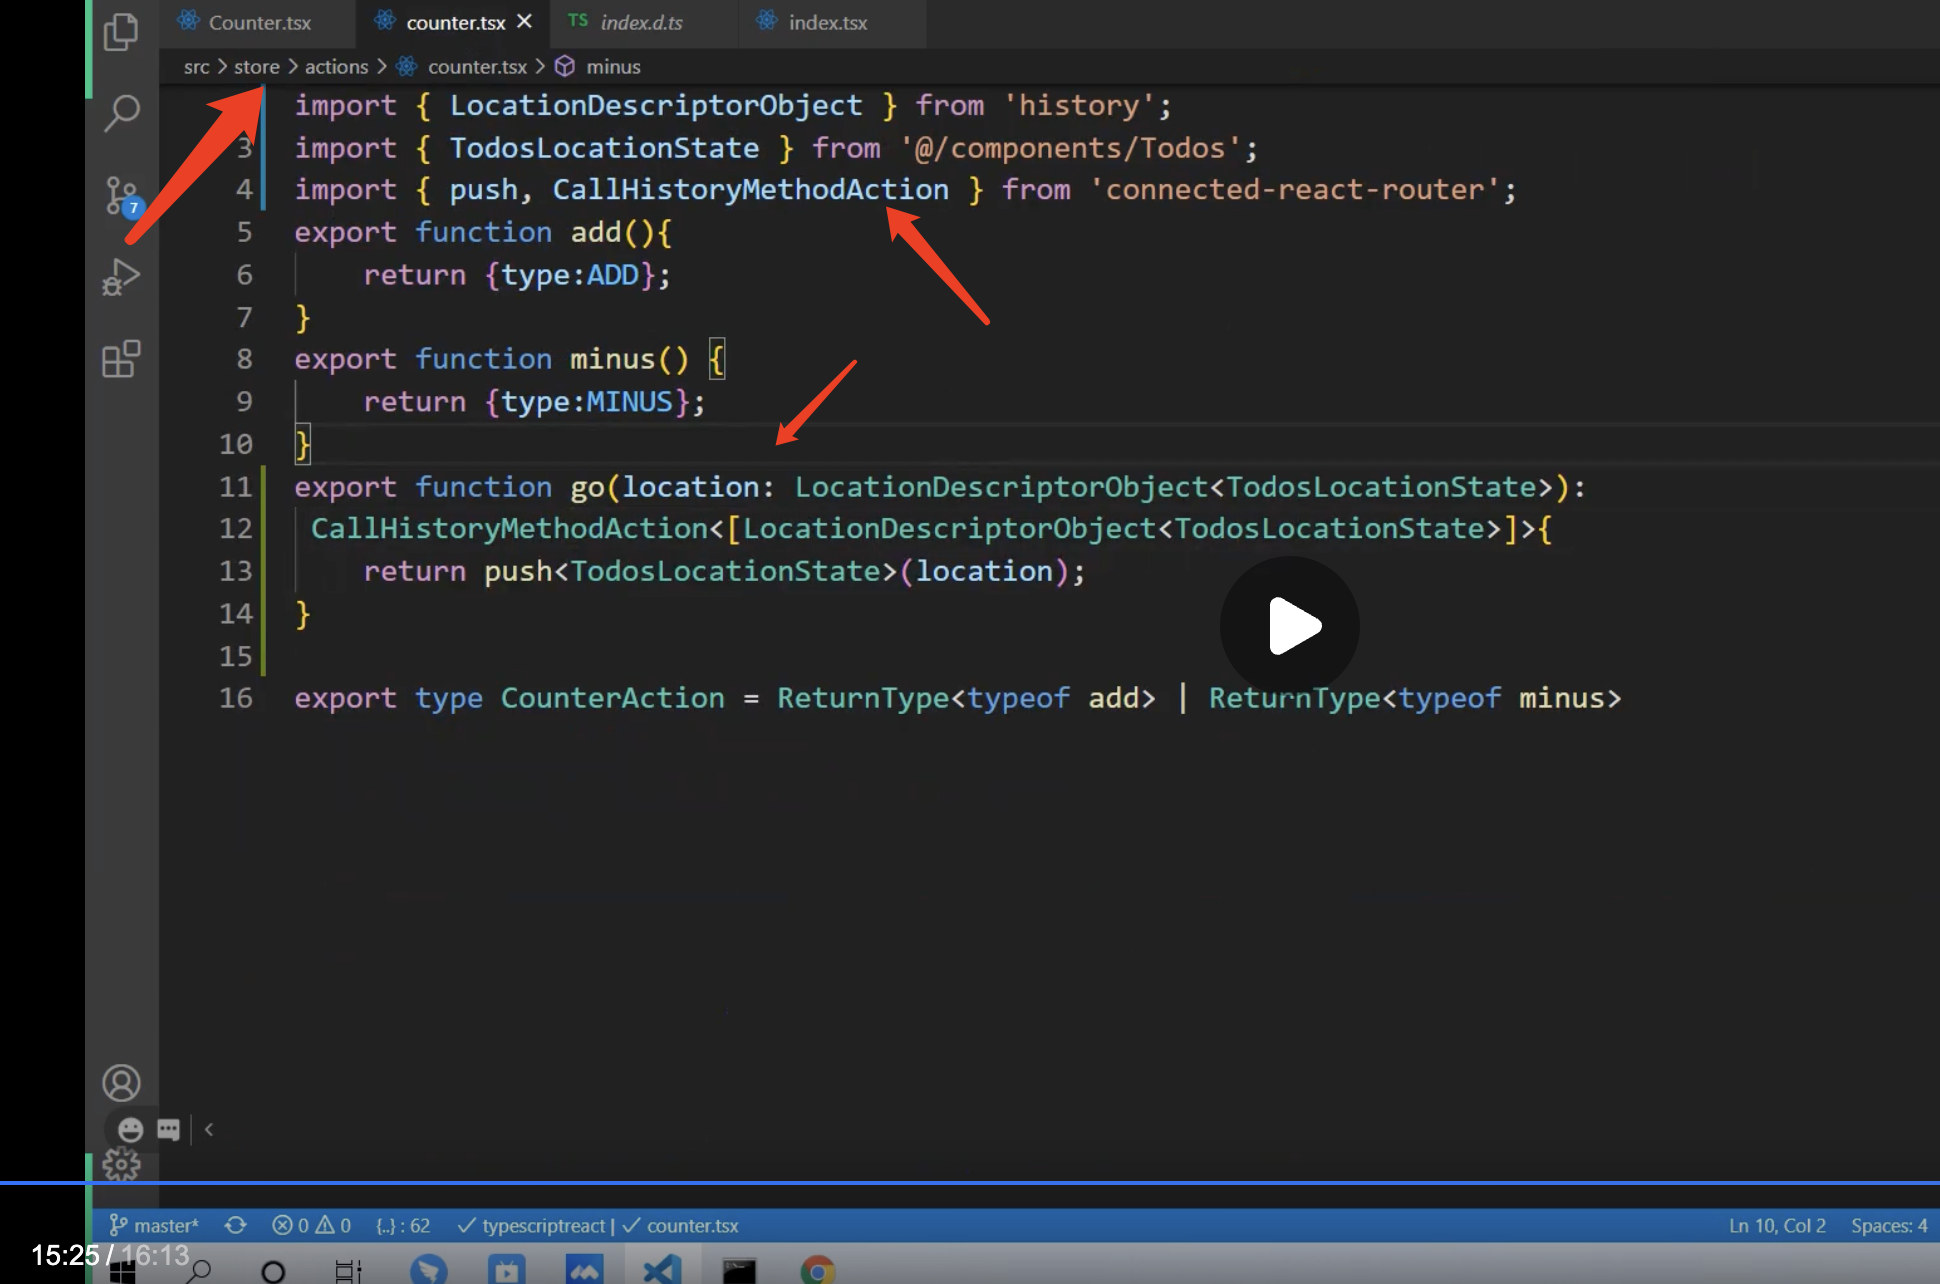 Counter.tsx
counter.tsx
TS index.d.ts
index.tsx
src > store > actions > counter.tsx > minus
import { LocationDescriptorObject } from 'history';
3 import { TodosLocationState } from '@/components/Todos';
4 import { push, CallHistoryMethodAction } from 'connected-react-router';
5 export function add(){
6 return {type:ADD};
7 }
8 export function minus() {
9 return {type:MINUS};
10 }
11 export function go(location: LocationDescriptorObject<TodosLocationState>):
12 CallHistoryMethodAction<[LocationDescriptorObject<TodosLocationState>]>{
13 return push<TodosLocationState>(location);
14 }
15
16 export type CounterAction = ReturnType<typeof add> | ReturnType<typeof minus>
7
master* 0 0 {..} : 62 ✓ typescriptreact | ✓ counter.tsx Ln 10, Col 2 Spaces: 4
15:25 / 16:13